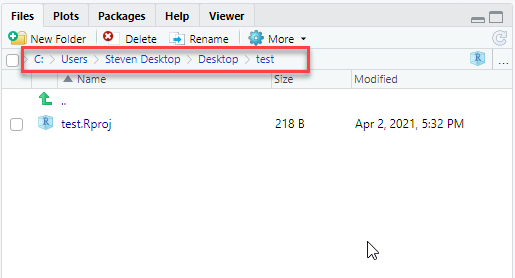 Files Plots Packages Help Viewer
New Folder Delete Rename More
C: Users Steven Desktop Desktop test ...
Name Size Modified
..
test.Rproj 218 B Apr 2, 2021, 5:32 PM